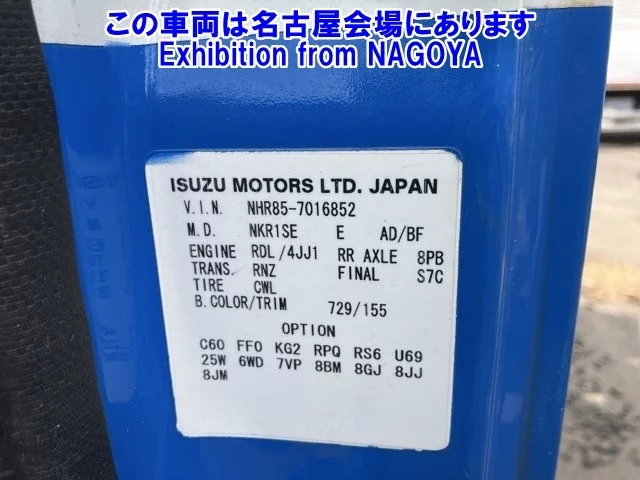 この車両は名古屋会場にあります
Exhibition from NAGOYA
ISUZU MOTORS LTD. JAPAN
V.I.N. NHR85-7016852
M.D. NKR1SE E AD/BF
ENGINE RDL/4JJ1 RR AXLE 8PB
TRANS. RNZ FINAL S7C
TIRE CWL
B.COLOR/TRIM 729/155
OPTION
C60 FF0 KG2 RPQ RS6 U69
25W 6WD 7VP 8BM 8GJ 8JJ
8JM